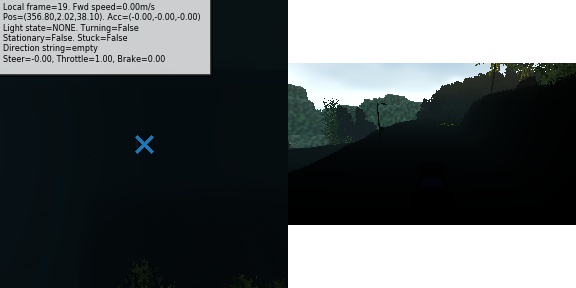 Local frame=19. Fwd speed=0.00m/s
Pos=(356.80,2.02,38.10). Acc=(-0.00,-0.00,-0.00)
Light state=NONE. Turning=False
Stationary=False. Stuck=False
Direction string=empty
Steer=-0.00, Throttle=1.00, Brake=0.00